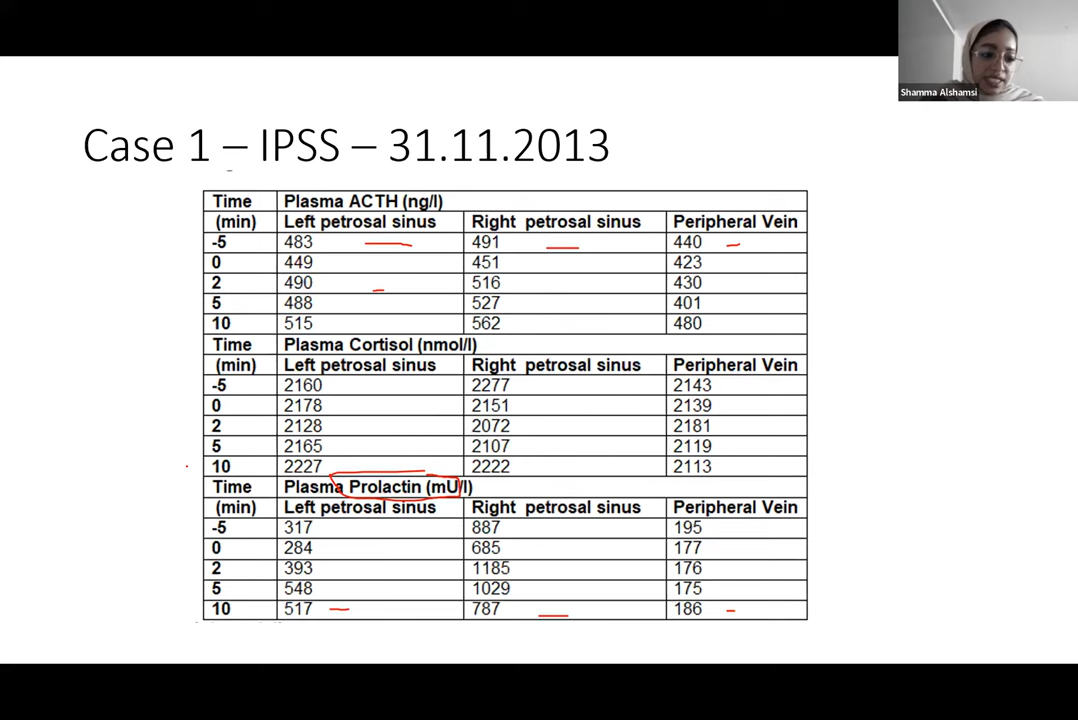 Shamma Alshamsi
Case 1 – IPSS – 31.11.2013
Time Plasma ACTH (ng/l)
(min) Left petrosal sinus Right petrosal sinus Peripheral Vein
-5 483 491 440
0 449 451 423
2 490 516 430
5 488 527 401
10 515 562 480
Time Plasma Cortisol (nmol/l)
(min) Left petrosal sinus Right petrosal sinus Peripheral Vein
-5 2160 2277 2143
0 2178 2151 2139
2 2128 2072 2181
5 2165 2107 2119
10 2227 2222 2113
Time Plasma Prolactin (mU/l)
(min) Left petrosal sinus Right petrosal sinus Peripheral Vein
-5 317 887 195
0 284 685 177
2 393 1185 176
5 548 1029 175
10 517 787 186